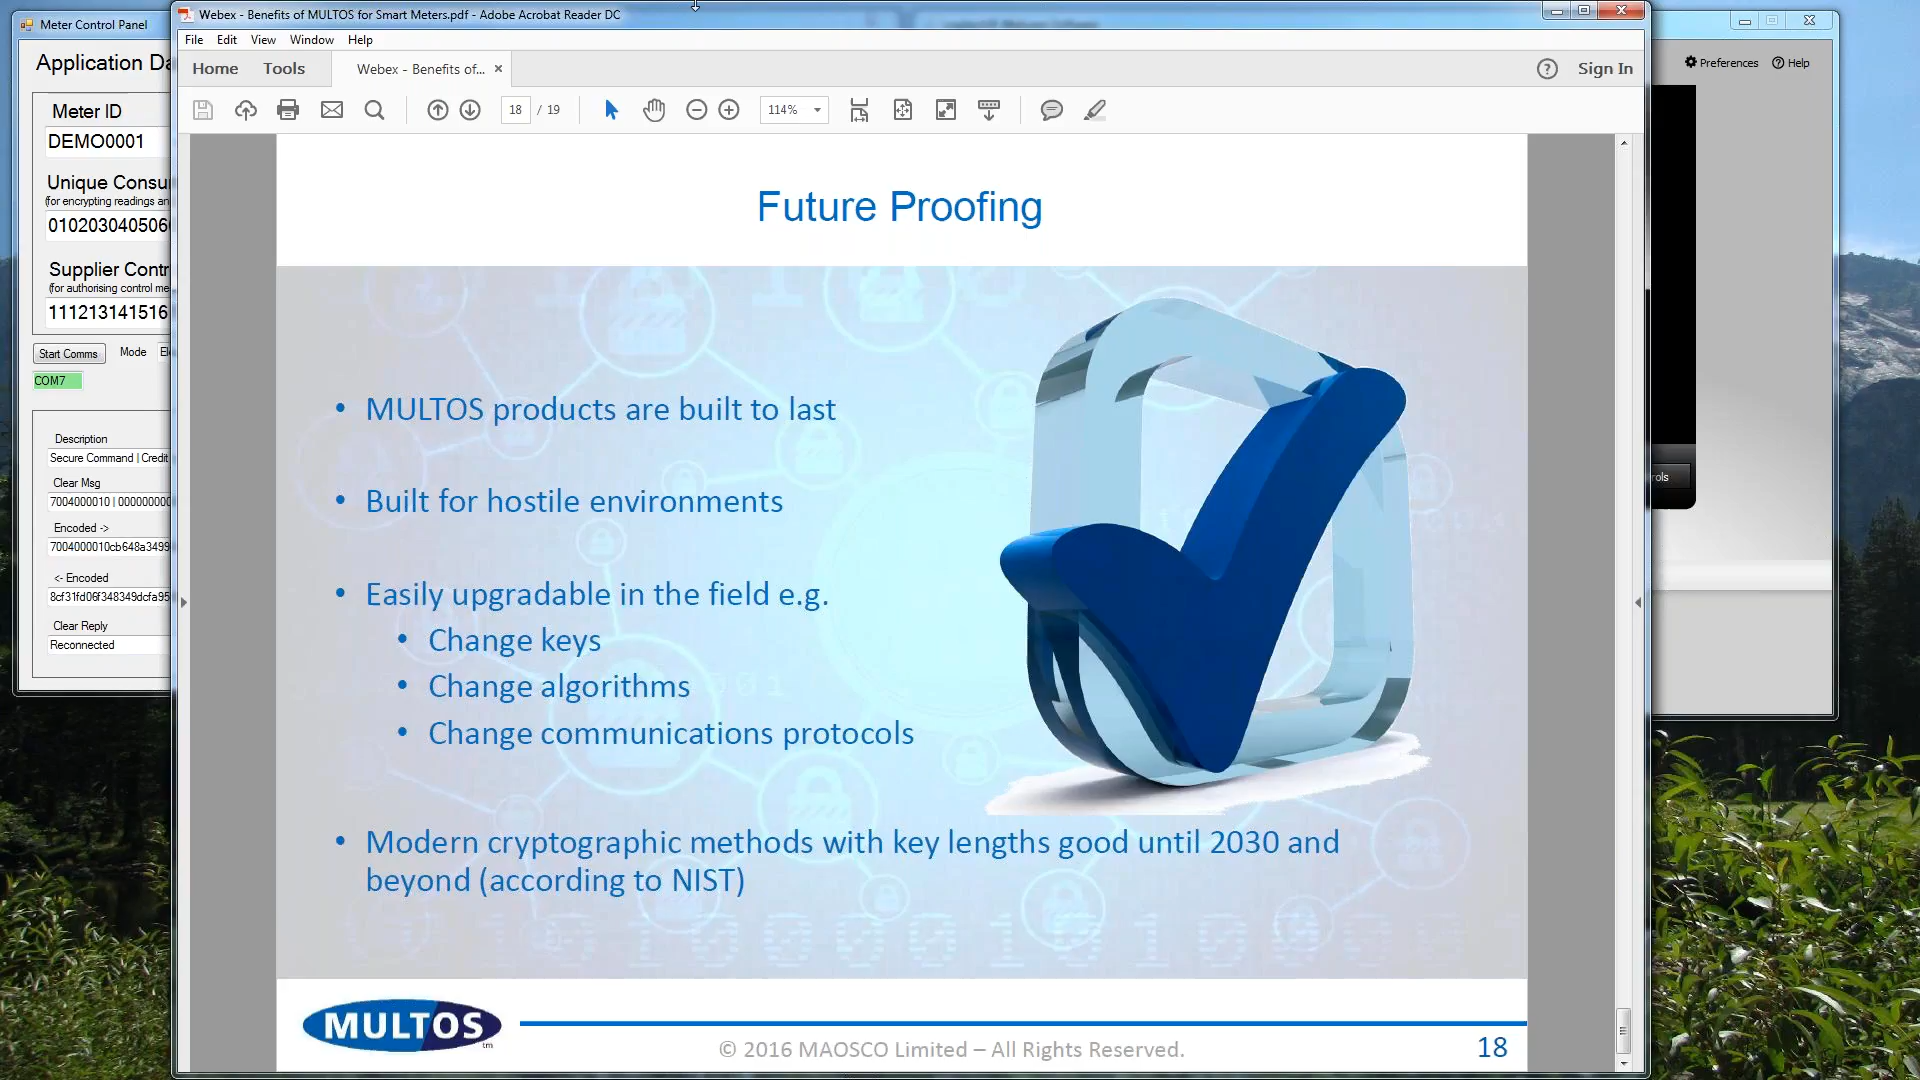 Meter Control Panel
Application Da
Meter ID
DEMO0001
Unique Consu
(for encrypting readings an
01020304050607
Supplier Contr
(for authorising control me
111213141516
Start Comms
Mode
COM7
Description
Secure Command | Credit
Clear Msg
7004000010 | 000000000
Encoded ->
7004000010cb648a3499
<- Encoded
8cf31fd06f348349dcfa95
Clear Reply
Reconnected
Webex - Benefits of MULTOS for Smart Meters.pdf - Adobe Acrobat Reader DC
File Edit View Window Help
Home Tools Webex - Benefits of... × Sign In
18 / 19 114%
Future Proofing
• MULTOS products are built to last
• Built for hostile environments
• Easily upgradable in the field e.g.
• Change keys
• Change algorithms
• Change communications protocols
• Modern cryptographic methods with key lengths good until 2030 and
beyond (according to NIST)
MULTOS
™
© 2016 MAOSCO Limited – All Rights Reserved.
18
Preferences Help
rols